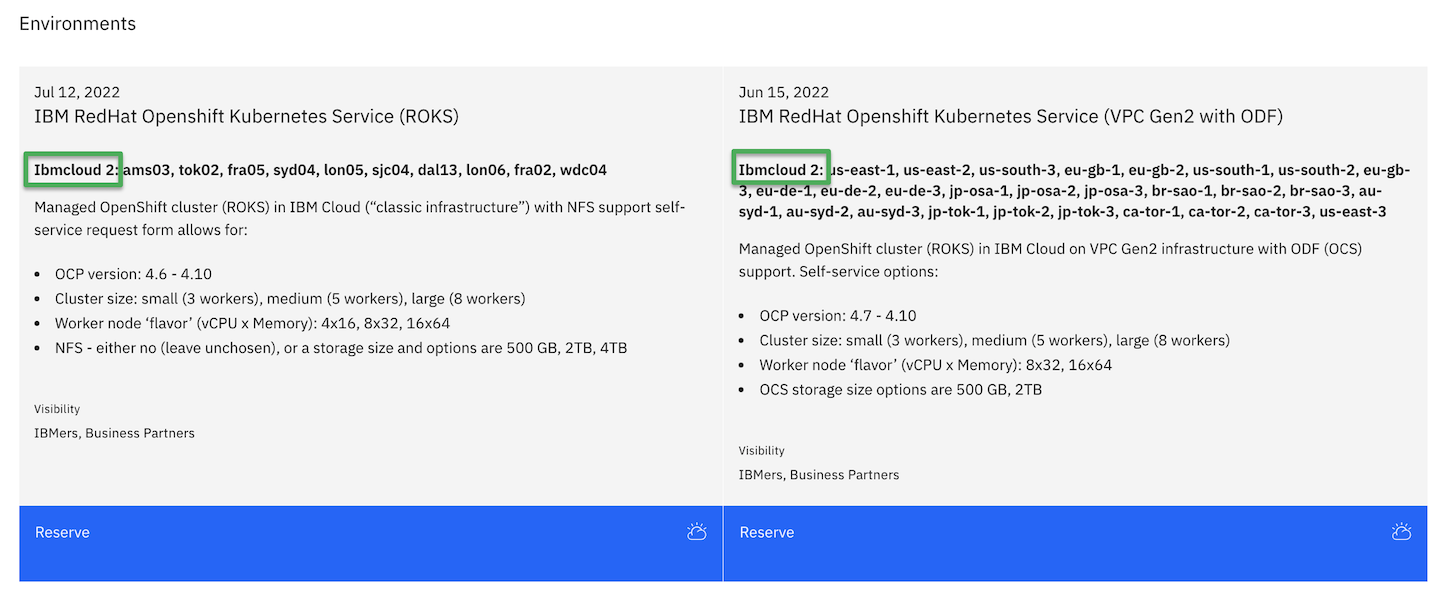 Environments
Jul 12, 2022
IBM RedHat Openshift Kubernetes Service (ROKS)
Ibmcloud 2: ams03, tok02, fra05, syd04, lon05, sjc04, dal13, lon06, fra02, wdc04
Managed OpenShift cluster (ROKS) in IBM Cloud (“classic infrastructure”) with NFS support self-
service request form allows for:
• OCP version: 4.6 - 4.10
• Cluster size: small (3 workers), medium (5 workers), large (8 workers)
• Worker node ‘flavor’ (vCPU x Memory): 4x16, 8x32, 16x64
• NFS - either no (leave unchosen), or a storage size and options are 500 GB, 2TB, 4TB
Visibility
IBMers, Business Partners
Reserve
Jun 15, 2022
IBM RedHat Openshift Kubernetes Service (VPC Gen2 with ODF)
Ibmcloud 2: us-east-1, us-east-2, us-south-3, eu-gb-1, eu-gb-2, us-south-1, us-south-2, eu-gb-
3, eu-de-1, eu-de-2, eu-de-3, jp-osa-1, jp-osa-2, jp-osa-3, br-sao-1, br-sao-2, br-sao-3, au-
syd-1, au-syd-2, au-syd-3, jp-tok-1, jp-tok-2, jp-tok-3, ca-tor-1, ca-tor-2, ca-tor-3, us-east-3
Managed OpenShift cluster (ROKS) in IBM Cloud on VPC Gen2 infrastructure with ODF (OCS)
support. Self-service options:
• OCP version: 4.7 - 4.10
• Cluster size: small (3 workers), medium (5 workers), large (8 workers)
• Worker node ‘flavor’ (vCPU x Memory): 8x32, 16x64
• OCS storage size options are 500 GB, 2TB
Visibility
IBMers, Business Partners
Reserve